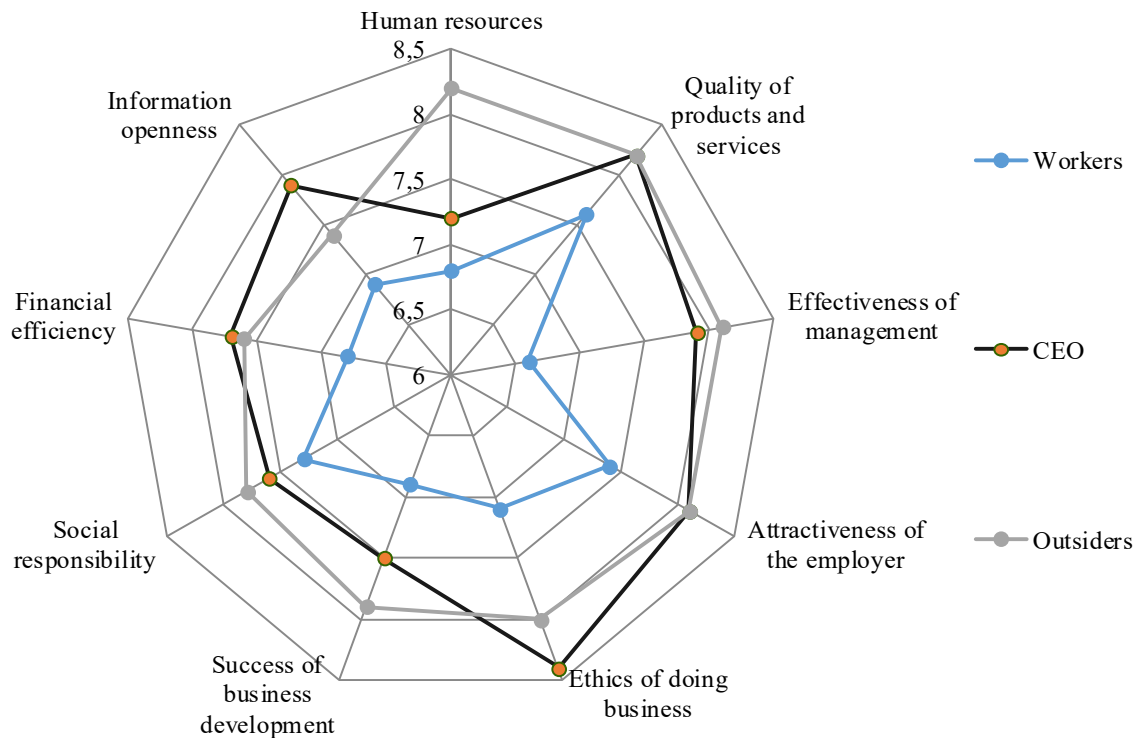 Human resources
8,5
8
7,5
7
6,5
6
Quality of
products and
services
Effectiveness of
management
Attractiveness of
the employer
Ethics of doing
business
Success of
business
development
Social
responsibility
Financial
efficiency
Information
openness
Workers
CEO
Outsiders